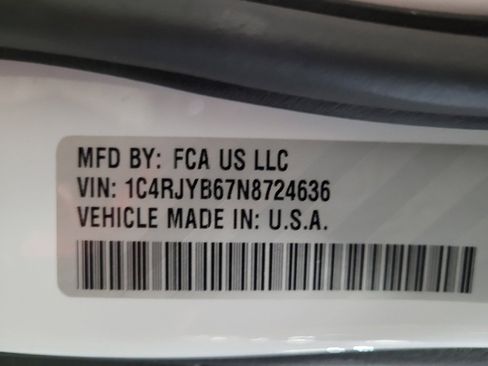 MFD BY: FCA US LLC
VIN: 1C4RJYB67N8724636
VEHICLE MADE IN: U.S.A.